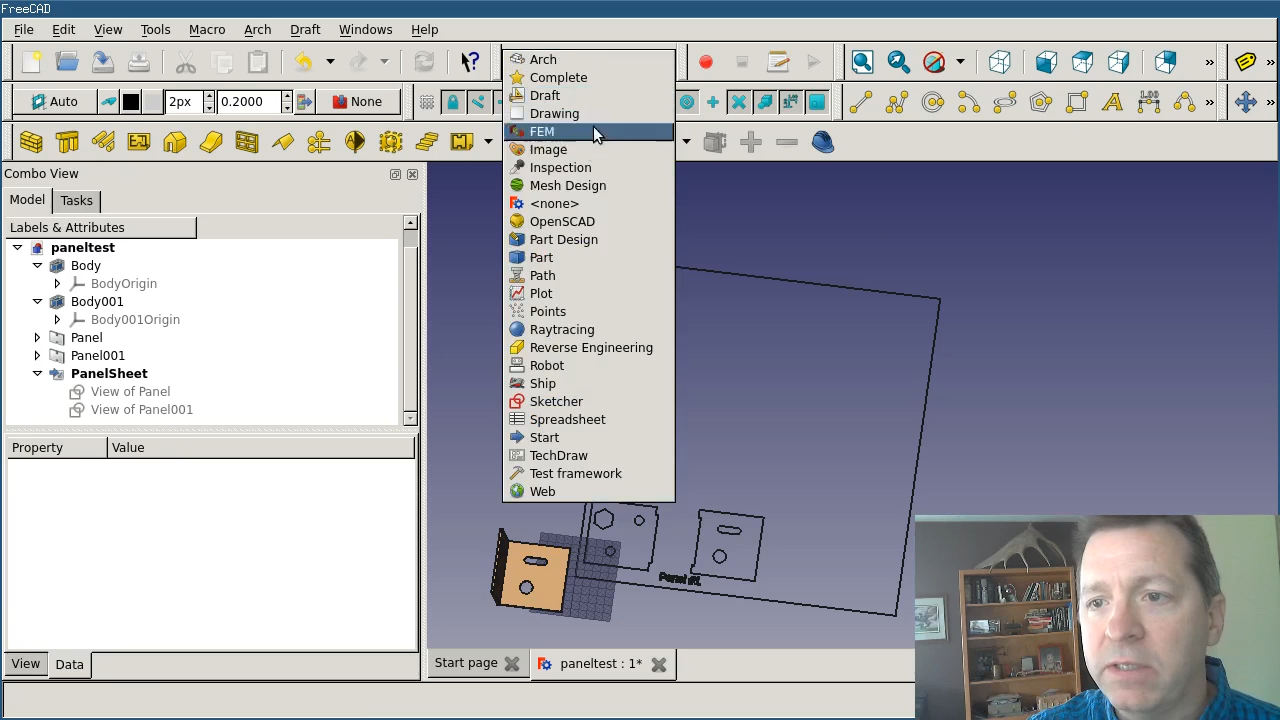 FreeCAD
File Edit View Tools Macro Arch Draft Windows Help
Auto 2px 0.2000 None
Combo View
Model Tasks
Labels & Attributes
paneltest
Body
BodyOrigin
Body001
Body001Origin
Panel
Panel001
PanelSheet
View of Panel
View of Panel001
Property Value
View Data
Arch
Complete
Draft
Drawing
FEM
Image
Inspection
Mesh Design
<none>
OpenSCAD
Part Design
Part
Path
Plot
Points
Raytracing
Reverse Engineering
Robot
Ship
Sketcher
Spreadsheet
Start
TechDraw
Test framework
Web
Start page paneltest : 1*